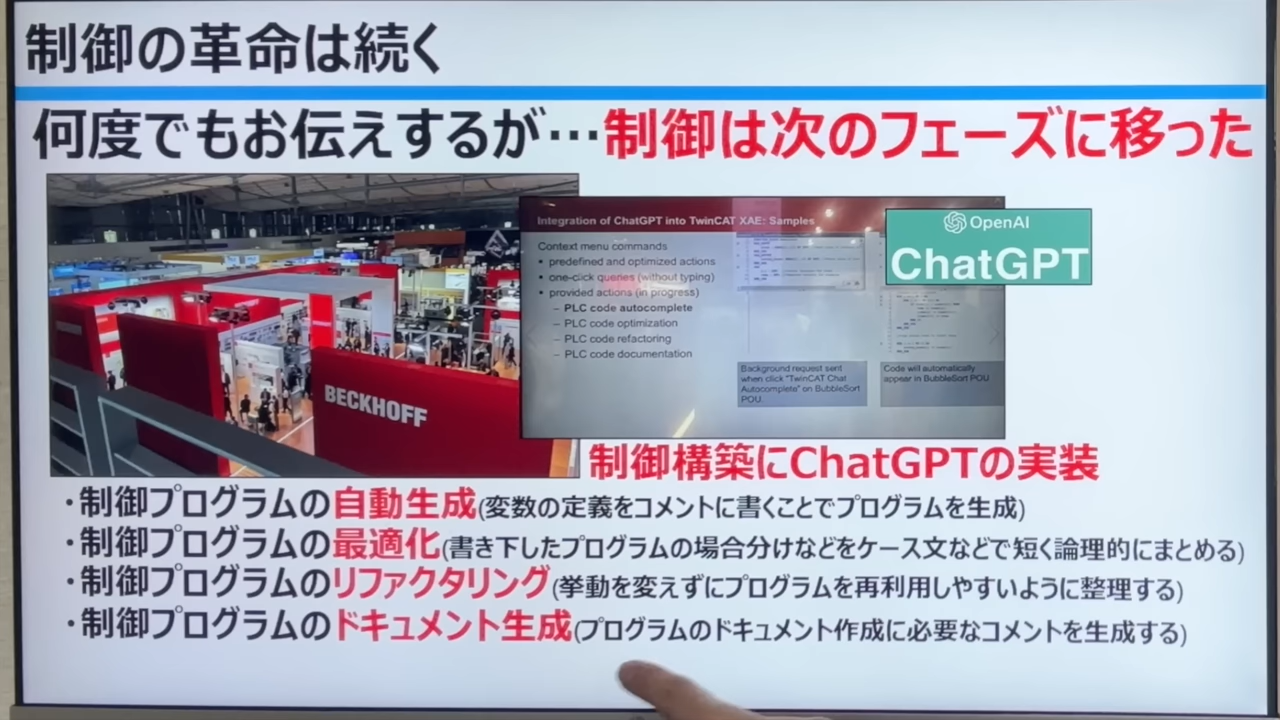 制御の革命は続く
何度でもお伝えするが…制御は次のフェーズに移った
BECKHOFF
Integration of ChatGPT into TwinCAT XAE: Samples
Context menu commands
• predefined and optimized actions
• one-click queries (without typing)
• provided actions (in progress)
– PLC code autocomplete
– PLC code optimization
– PLC code refactoring
– PLC code documentation
Background request sent
when click "TwinCAT Chat
Autocomplete" on BubbleSort
POU.
Code will automatically
appear in BubbleSort POU
OpenAI
ChatGPT
制御構築にChatGPTの実装
・制御プログラムの自動生成(変数の定義をコメントに書くことでプログラムを生成)
・制御プログラムの最適化(書き下したプログラムの場合分けなどをケース文などで短く論理的にまとめる)
・制御プログラムのリファクタリング(挙動を変えずにプログラムを再利用しやすいように整理する)
・制御プログラムのドキュメント生成(プログラムのドキュメント作成に必要なコメントを生成する)